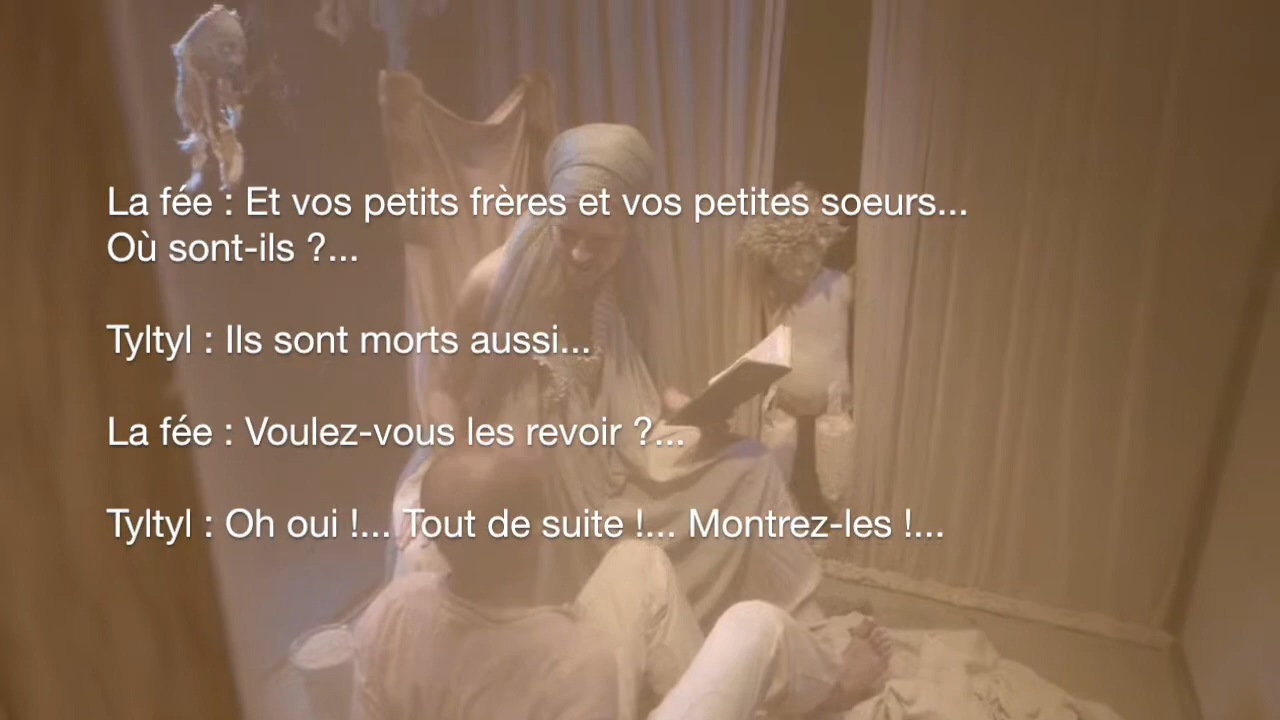 La fée : Et vos petits frères et vos petites soeurs...
Où sont-ils ?...
Tyltyl : Ils sont morts aussi...
La fée : Voulez-vous les revoir ?...
Tyltyl : Oh oui !... Tout de suite !... Montrez-les !...